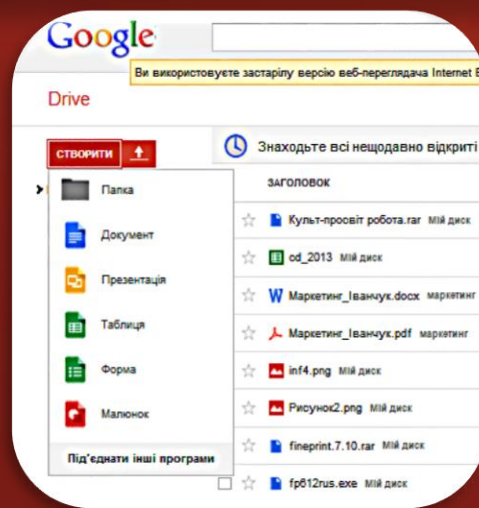 Google
Ви використовуєте застарілу версію веб-переглядача Internet E
Drive
СТВОРИТИ
Знаходьте всі нещодавно відкриті
Папка
Документ
Презентація
Таблиця
Форма
Малюнок
Під'єднати інші програми
ЗАГОЛОВОК
Культ-просвіт робота.rar Мій диск
cd_2013 Мій диск
Маркетинг_Іванчук.docx маркетинг
Маркетинг_Іванчук.pdf маркетинг
inf4.png Мій диск
Рисунок2.png Мій диск
fineprint.7.10.rar Мій диск
fp612rus.exe Мій диск